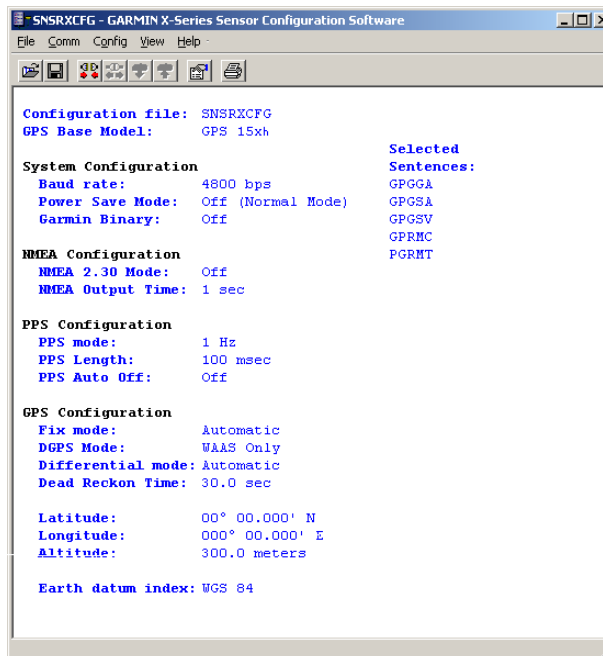 SNSRXCFG - GARMIN X-Series Sensor Configuration Software
File Comm Config View Help
Configuration file: SNSRXCFG
GPS Base Model: GPS 15xh
Selected
System Configuration Sentences:
Baud rate: 4800 bps GPGGA
Power Save Mode: Off (Normal Mode) GPGSA
Garmin Binary: Off GPGSV
GPRMC
NMEA Configuration PGRMT
NMEA 2.30 Mode: Off
NMEA Output Time: 1 sec
PPS Configuration
PPS mode: 1 Hz
PPS Length: 100 msec
PPS Auto Off: Off
GPS Configuration
Fix mode: Automatic
DGPS Mode: WAAS Only
Differential mode: Automatic
Dead Reckon Time: 30.0 sec
Latitude: 00° 00.000' N
Longitude: 000° 00.000' E
Altitude: 300.0 meters
Earth datum index: WGS 84